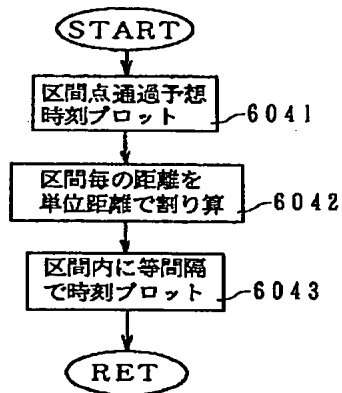 START
区間点通過予想
時刻プロット
6041
区間毎の距離を
単位距離で割り算
6042
区間内に等間隔
で時刻プロット
6043
RET